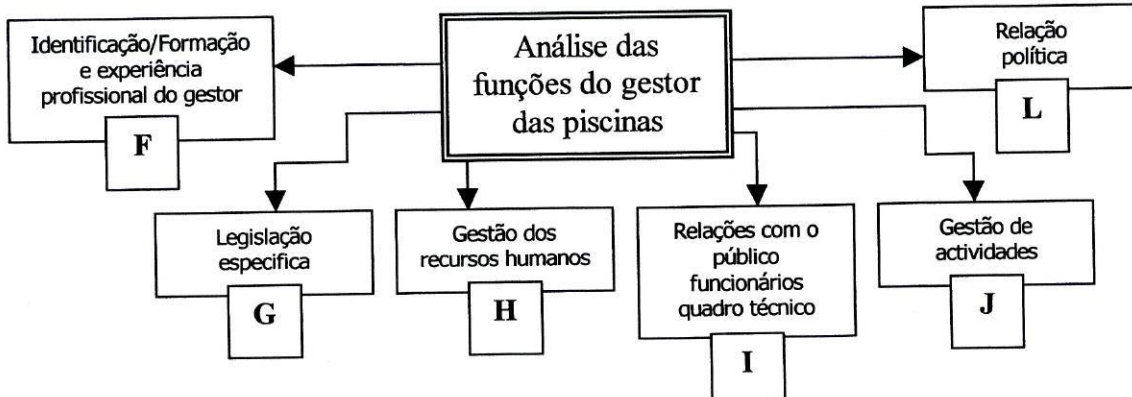 Análise das
funções do gestor
das piscinas
Identificação/Formação
e experiência
profissional do gestor
F
Legislação
especifica
G
Gestão dos
recursos humanos
H
Relações com o
público
funcionários
quadro técnico
I
Gestão de
actividades
J
Relação
política
L